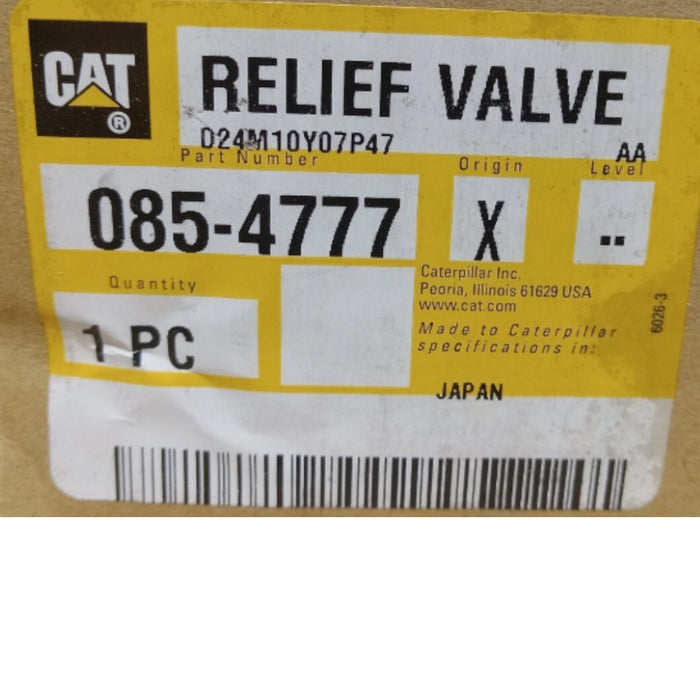 CAT
®
RELIEF VALVE
D24M10Y07P47 AA
Part Number Origin Level
085-4777 X --
Quantity
1 PC
Caterpillar Inc.
Peoria, Illinois 61629 USA
www.cat.com
Made to Caterpillar
specifications in:
JAPAN
6026-3